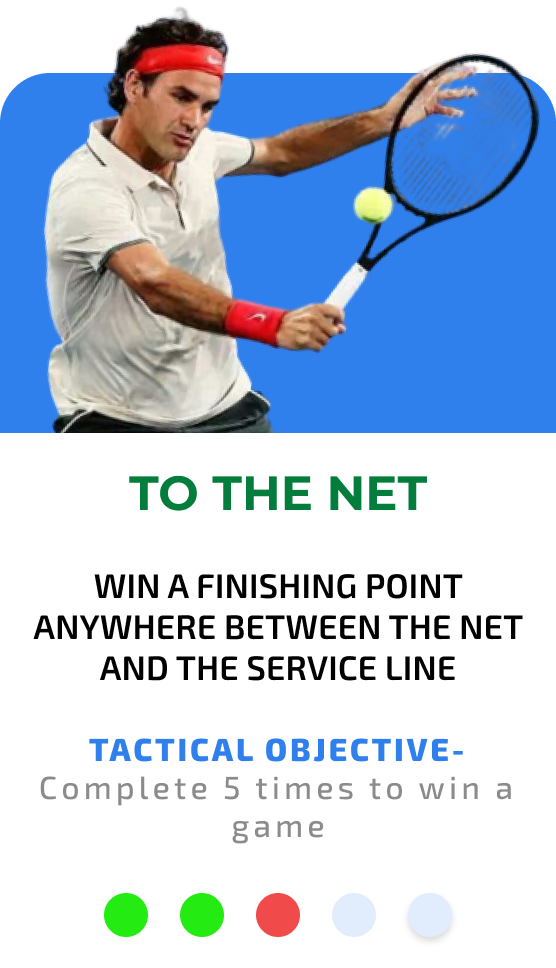 TO THE NET
WIN A FINISHING POINT
ANYWHERE BETWEEN THE NET
AND THE SERVICE LINE
TACTICAL OBJECTIVE-
Complete 5 times to win a
game